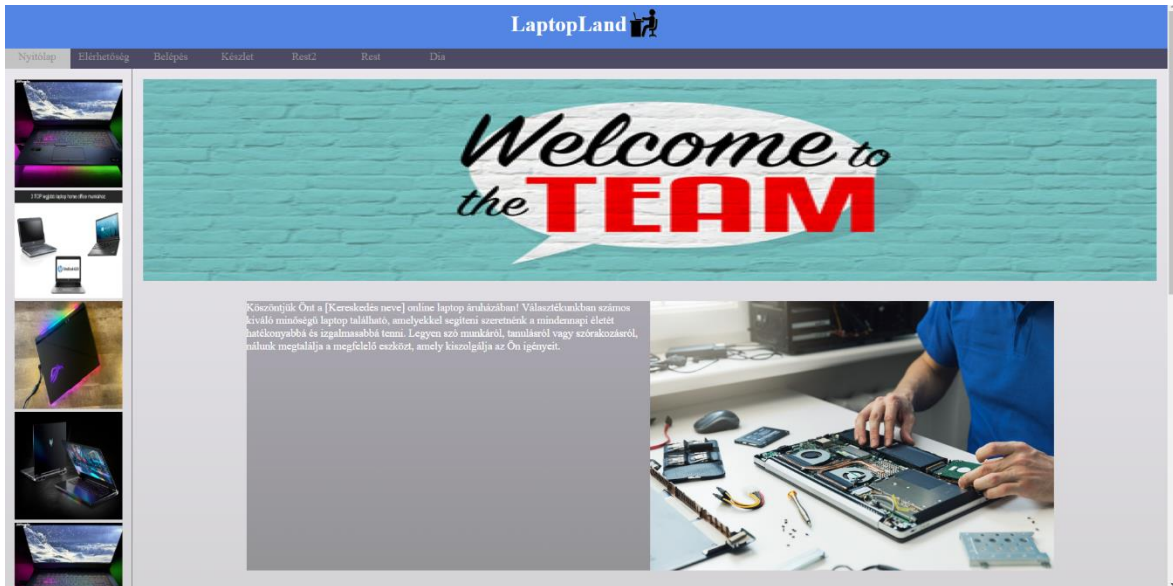 LaptopLand
Nyitólap Elérhetőség Belépés Készlet Rest2 Rest Dia
Welcome to
the TEAM
Köszöntjük Önt a [Kereskedés neve] online laptop áruházában! Választékunkban számos
kiváló minőségű laptop található, amelyekkel segíteni szeretnénk a mindennapi életét
hatékonyabbá és izgalmasabbá tenni. Legyen szó munkáról, tanulásról vagy szórakozásról,
nálunk megtalálja a megfelelő eszközt, amely kiszolgálja az Ön igényeit.